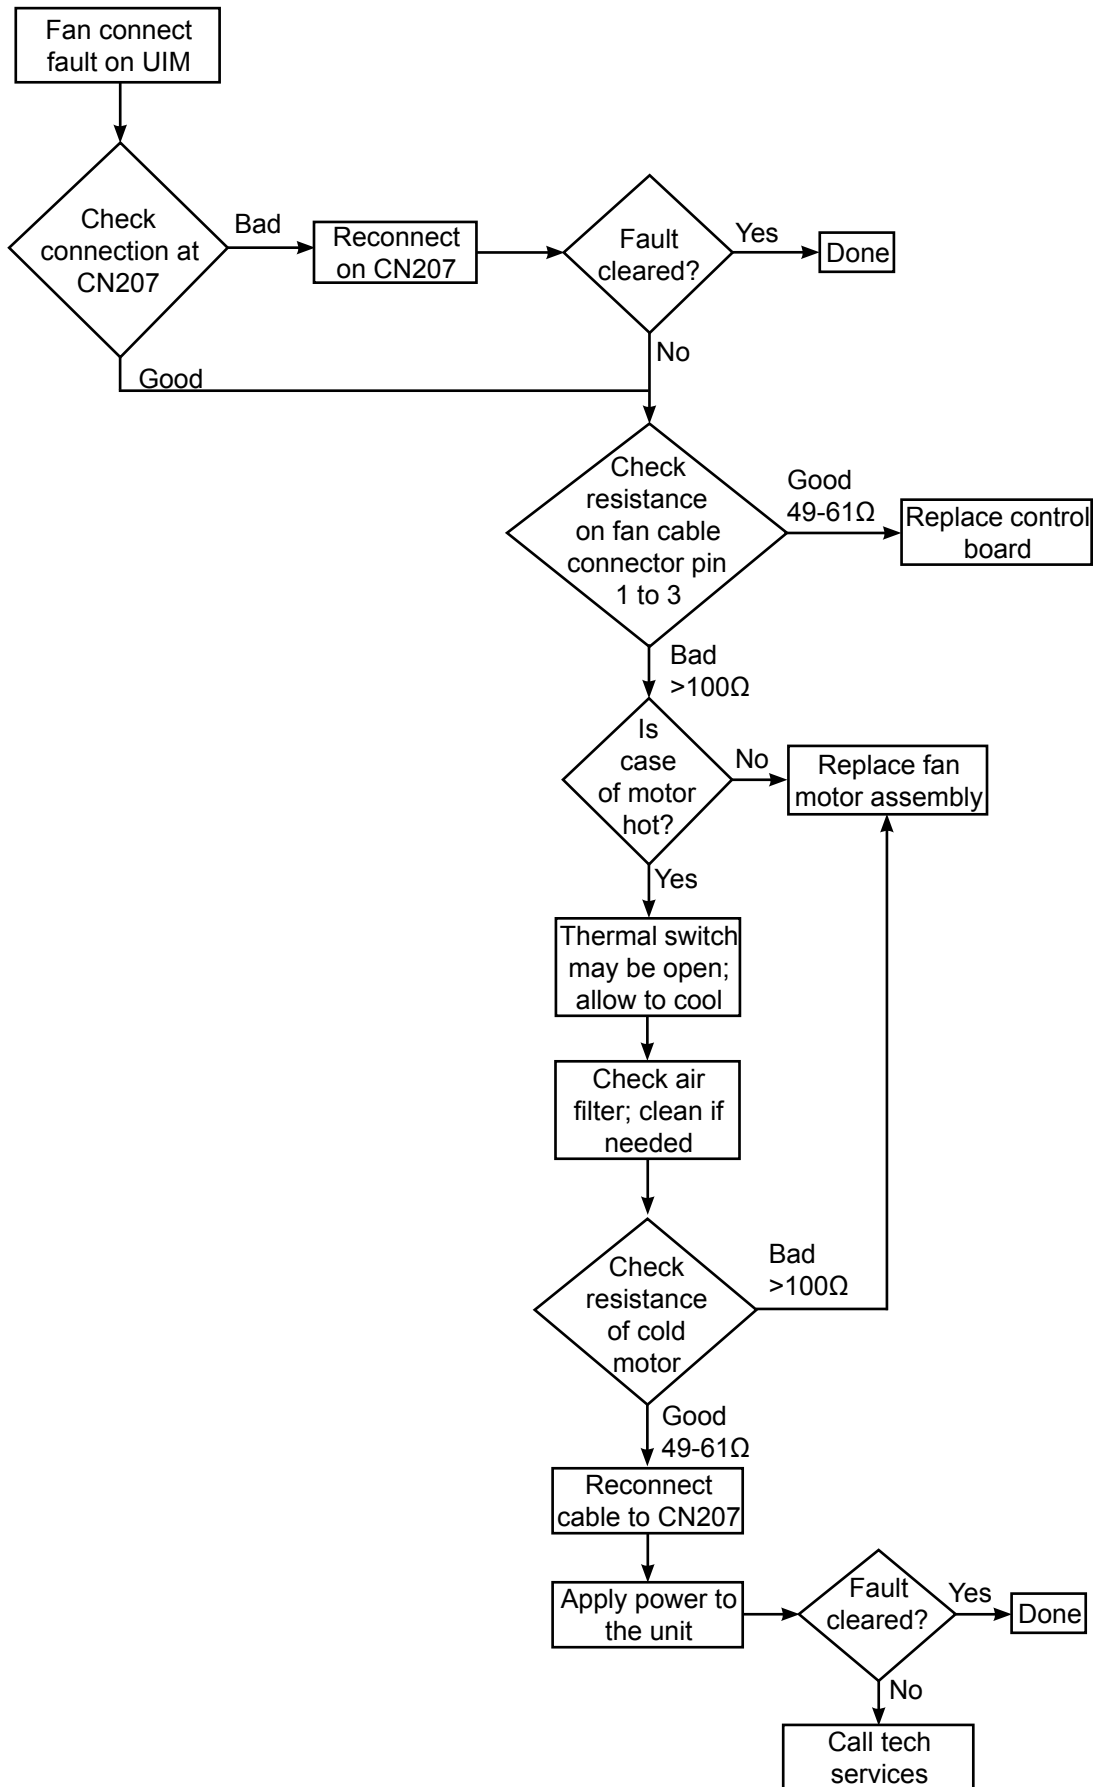 Fan connect
fault on UIM
Check
connection at
CN207
Bad
Reconnect
on CN207
Fault
cleared?
Yes
Done
No
Good
Check
resistance
on fan cable
connector pin
1 to 3
Good
49-61Ω
Replace control
board
Bad
>100Ω
Is
case
of motor
hot?
No
Replace fan
motor assembly
Yes
Thermal switch
may be open;
allow to cool
Check air
filter; clean if
needed
Check
resistance
of cold
motor
Bad
>100Ω
Good
49-61Ω
Reconnect
cable to CN207
Apply power to
the unit
Fault
cleared?
Yes
Done
No
Call tech
services